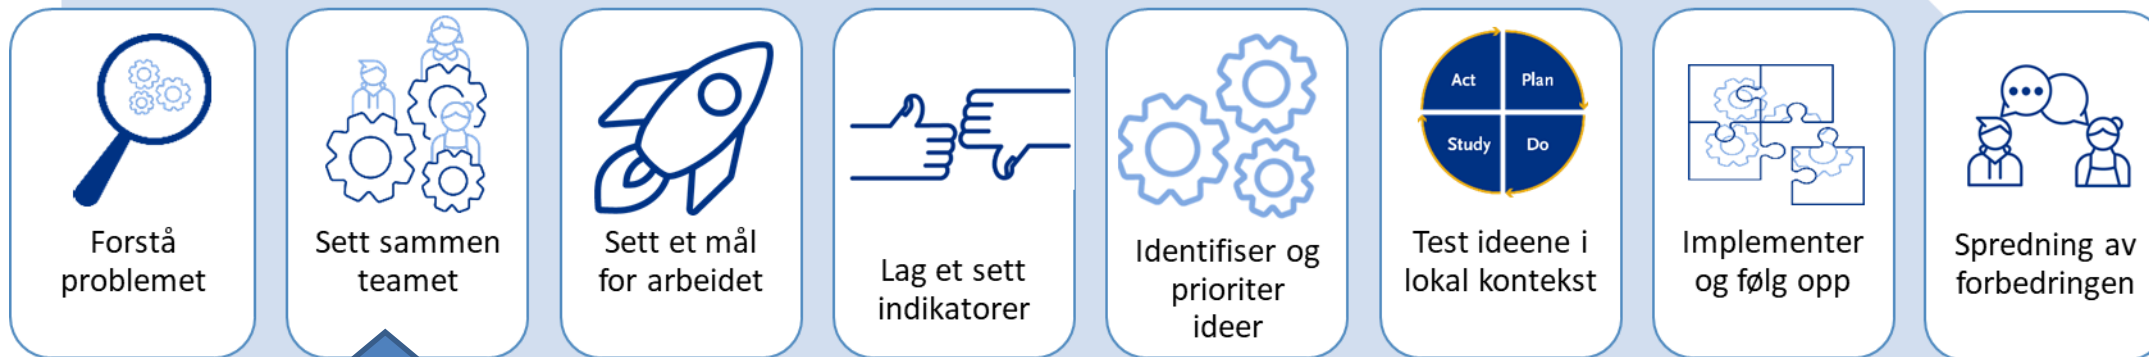 Forstå
problemet
Sett sammen
teamet
Sett et mål
for arbeidet
Lag et sett
indikatorer
Identifiser og
prioriter
ideer
Act
Plan
Study
Do
Test ideene i
lokal kontekst
Implementer
og følg opp
Spredning av
forbedringen